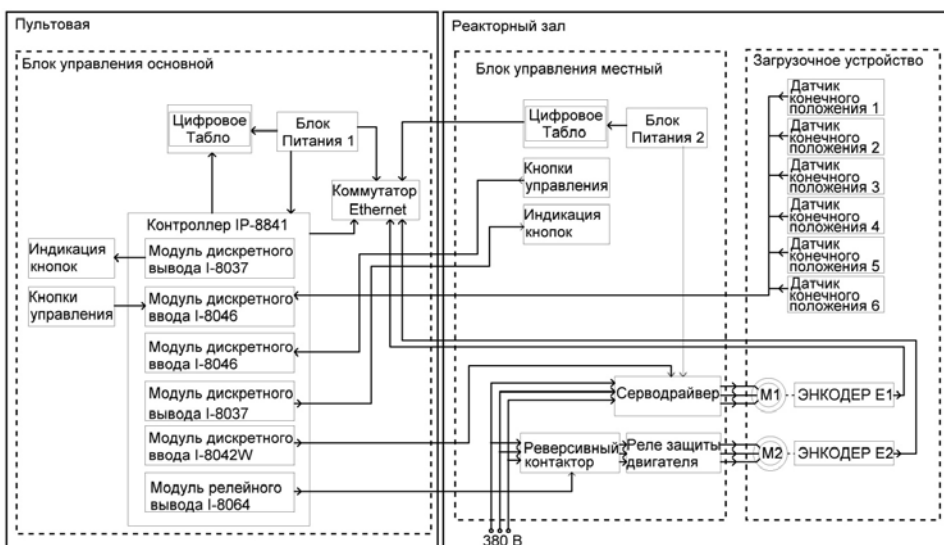 Пультовая
Блок управления основной
Цифровое
Табло
Блок
Питания 1
Коммутатор
Ethernet
Контроллер IP-8841
Индикация
кнопок
Модуль дискретного
вывода I-8037
Кнопки
управления
Модуль дискретного
ввода I-8046
Модуль дискретного
ввода I-8046
Модуль дискретного
вывода I-8037
Модуль дискретного
ввода I-8042W
Модуль релейного
вывода I-8064
Реакторный зал
Блок управления местный
Цифровое
Табло
Блок
Питания 2
Кнопки
управления
Индикация
кнопок
Серводрайвер
Реверсивный
контактор
Реле защиты
двигателя
380 В
Загрузочное устройство
Датчик
конечного
положения 1
Датчик
конечного
положения 2
Датчик
конечного
положения 3
Датчик
конечного
положения 4
Датчик
конечного
положения 5
Датчик
конечного
положения 6
М1
ЭНКОДЕР Е1
М2
ЭНКОДЕР Е2